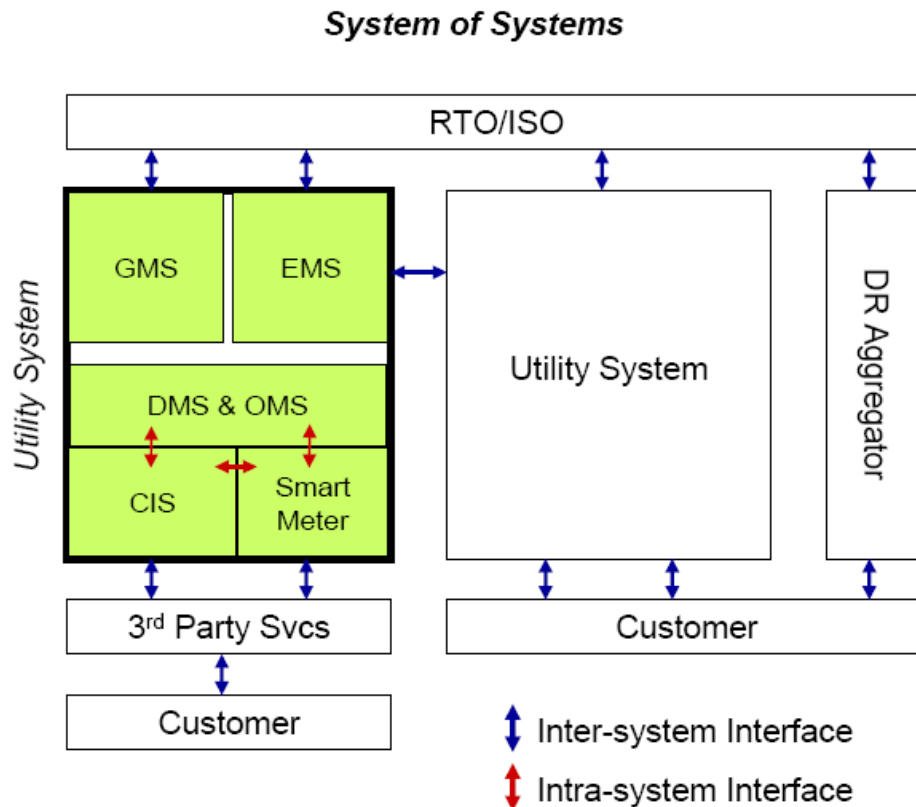 System of Systems
RTO/ISO
Utility System
GMS
EMS
DMS & OMS
CIS
Smart
Meter
Utility System
DR Aggregator
3rd Party Svcs
Customer
Customer
Inter-system Interface
Intra-system Interface